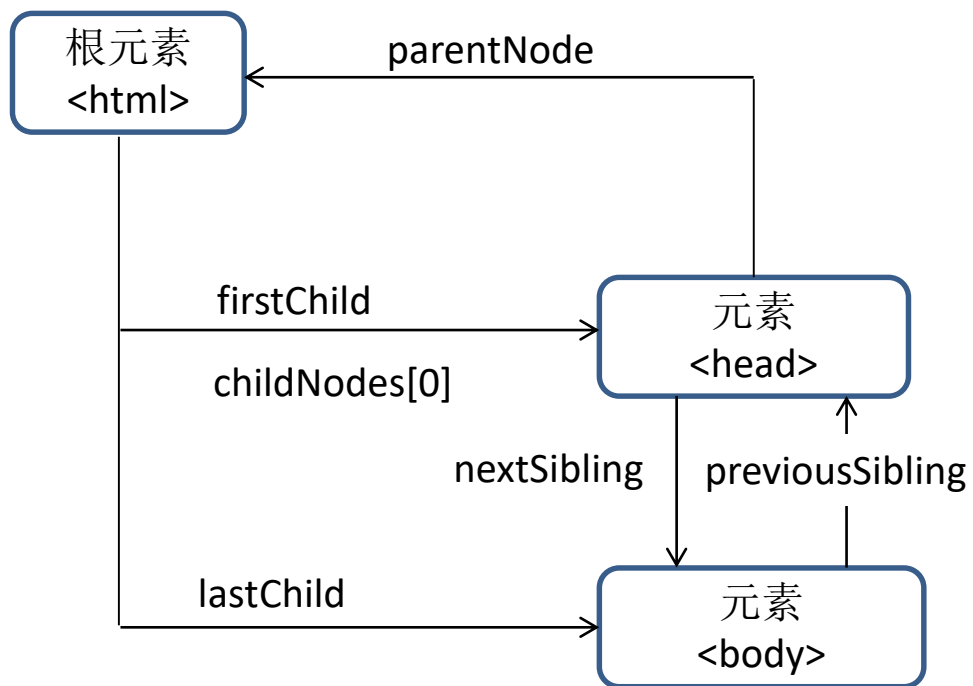 根元素
<html>
parentNode
firstChild
childNodes[0]
元素
<head>
nextSibling
previousSibling
lastChild
元素
<body>